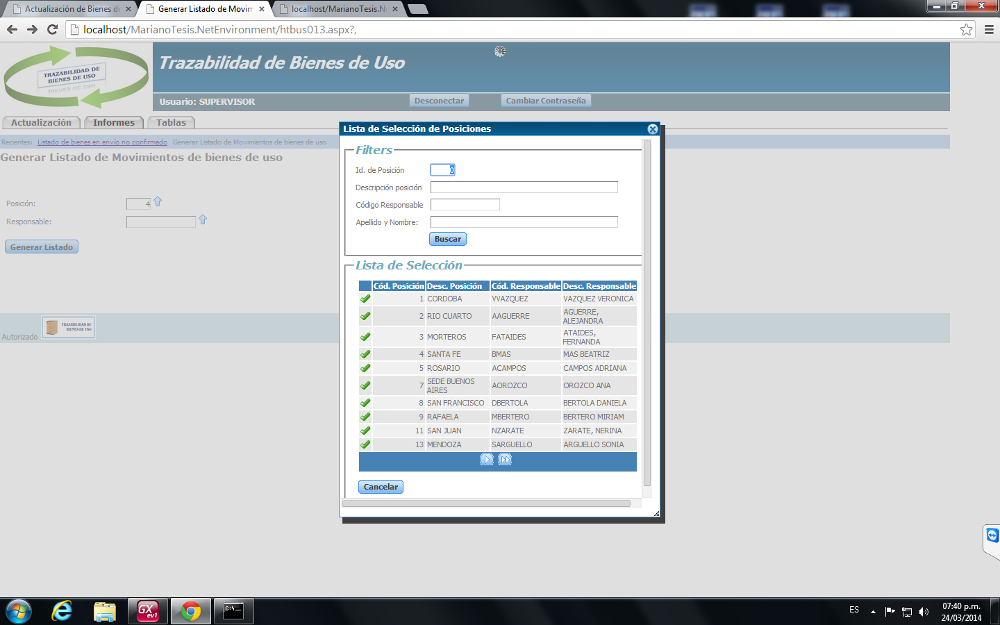 Actualización de Bienes de
Generar Listado de Movim
localhost/MarianoTesis.Ne
localhost/MarianoTesis.NetEnvironment/htbus013.aspx?,
TRAZABILIDAD DE
BIENES DE USO
Trazabilidad de Bienes de Uso
Usuario: SUPERVISOR
Desconectar
Cambiar Contraseña
Actualización
Informes
Tablas
Recientes: Listado de bienes en envío no confirmado Generar Listado de Movimientos de bienes de uso
Generar Listado de Movimientos de bienes de uso
Posición: 4
Responsable:
Generar Listado
Autorizado
TRAZABILIDAD DE
BIENES DE USO
Lista de Selección de Posiciones
Filters
Id. de Posición 0
Descripción posición
Código Responsable
Apellido y Nombre:
Buscar
Lista de Selección
Cód. Posición Desc. Posición Cód. Responsable Desc. Responsable
1 CORDOBA VVAZQUEZ VAZQUEZ VERONICA
2 RIO CUARTO AAGUERRE AGUERRE, ALEJANDRA
3 MORTEROS FATAIDES ATAIDES, FERNANDA
4 SANTA FE BMAS MAS BEATRIZ
5 ROSARIO ACAMPOS CAMPOS ADRIANA
7 SEDE BUENOS AIRES AOROZCO OROZCO ANA
8 SAN FRANCISCO DBERTOLA BERTOLA DANIELA
9 RAFAELA MBERTERO BERTERO MIRIAM
11 SAN JUAN NZARATE ZARATE, NERINA
13 MENDOZA SARGUELLO ARGUELLO SONIA
Cancelar
GX
ev1
C:\.
ES
07:40 p.m.
24/03/2014